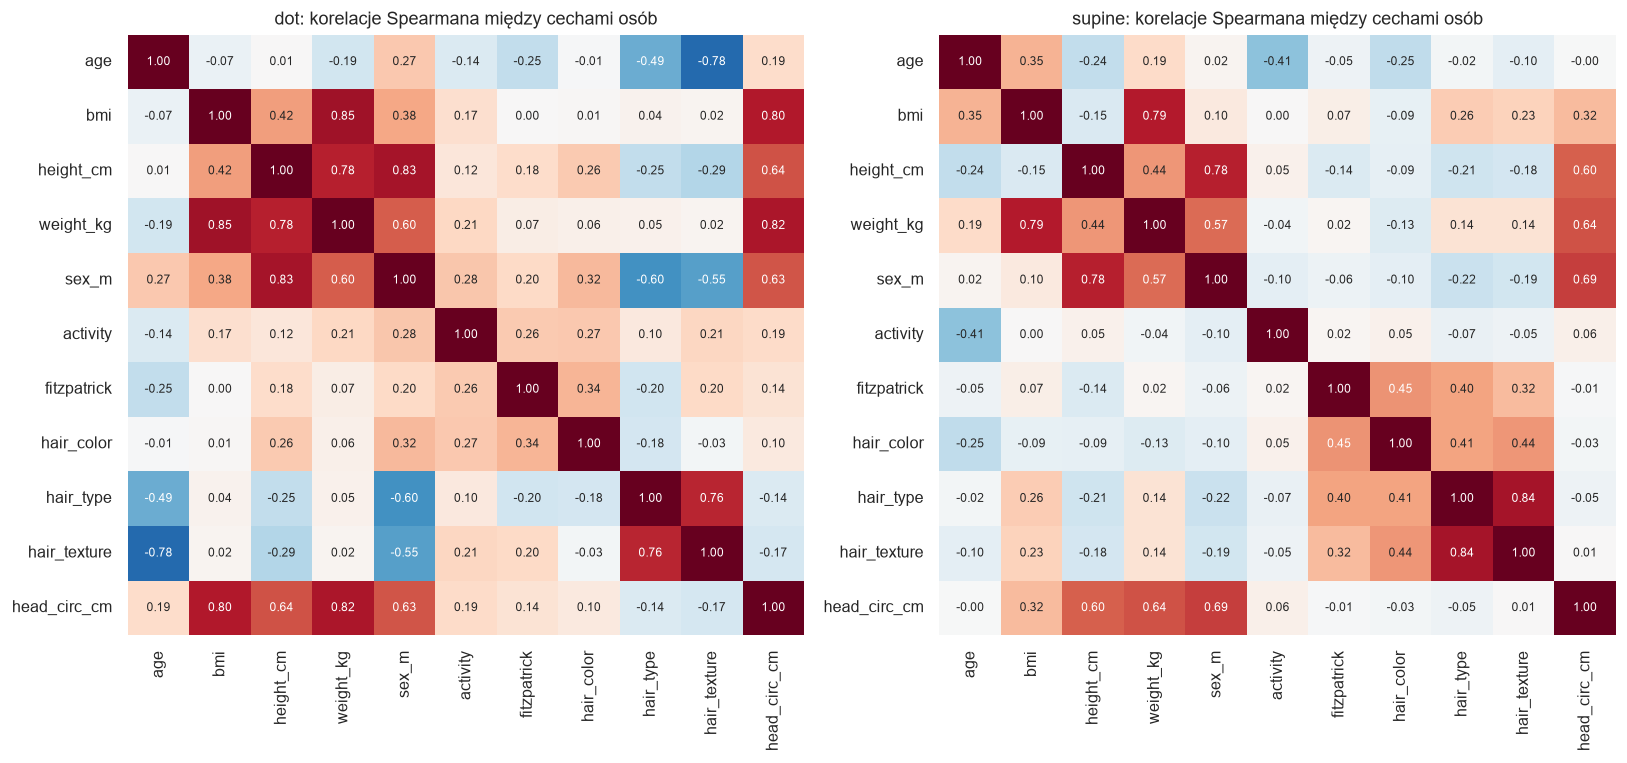 dot: korelacje Spearmana między cechami osób
age 1.00 -0.07 0.01 -0.19 0.27 -0.14 -0.25 -0.01 -0.49 -0.78 0.19
bmi -0.07 1.00 0.42 0.85 0.38 0.17 0.00 0.01 0.04 0.02 0.80
height_cm 0.01 0.42 1.00 0.78 0.83 0.12 0.18 0.26 -0.25 -0.29 0.64
weight_kg -0.19 0.85 0.78 1.00 0.60 0.21 0.07 0.06 0.05 0.02 0.82
sex_m 0.27 0.38 0.83 0.60 1.00 0.28 0.20 0.32 -0.60 -0.55 0.63
activity -0.14 0.17 0.12 0.21 0.28 1.00 0.26 0.27 0.10 0.21 0.19
fitzpatrick -0.25 0.00 0.18 0.07 0.20 0.26 1.00 0.34 -0.20 0.20 0.14
hair_color -0.01 0.01 0.26 0.06 0.32 0.27 0.34 1.00 -0.18 -0.03 0.10
hair_type -0.49 0.04 -0.25 0.05 -0.60 0.10 -0.20 -0.18 1.00 0.76 -0.14
hair_texture -0.78 0.02 -0.29 0.02 -0.55 0.21 0.20 -0.03 0.76 1.00 -0.17
head_circ_cm 0.19 0.80 0.64 0.82 0.63 0.19 0.14 0.10 -0.14 -0.17 1.00
age bmi height_cm weight_kg sex_m activity fitzpatrick hair_color hair_type hair_texture head_circ_cm
supine: korelacje Spearmana między cechami osób
age 1.00 0.35 -0.24 0.19 0.02 -0.41 -0.05 -0.25 -0.02 -0.10 -0.00
bmi 0.35 1.00 -0.15 0.79 0.10 0.00 0.07 -0.09 0.26 0.23 0.32
height_cm -0.24 -0.15 1.00 0.44 0.78 0.05 -0.14 -0.09 -0.21 -0.18 0.60
weight_kg 0.19 0.79 0.44 1.00 0.57 -0.04 0.02 -0.13 0.14 0.14 0.64
sex_m 0.02 0.10 0.78 0.57 1.00 -0.10 -0.06 -0.10 -0.22 -0.19 0.69
activity -0.41 0.00 0.05 -0.04 -0.10 1.00 0.02 0.05 -0.07 -0.05 0.06
fitzpatrick -0.05 0.07 -0.14 0.02 -0.06 0.02 1.00 0.45 0.40 0.32 -0.01
hair_color -0.25 -0.09 -0.09 -0.13 -0.10 0.05 0.45 1.00 0.41 0.44 -0.03
hair_type -0.02 0.26 -0.21 0.14 -0.22 -0.07 0.40 0.41 1.00 0.84 -0.05
hair_texture -0.10 0.23 -0.18 0.14 -0.19 -0.05 0.32 0.44 0.84 1.00 0.01
head_circ_cm -0.00 0.32 0.60 0.64 0.69 0.06 -0.01 -0.03 -0.05 0.01 1.00
age bmi height_cm weight_kg sex_m activity fitzpatrick hair_color hair_type hair_texture head_circ_cm